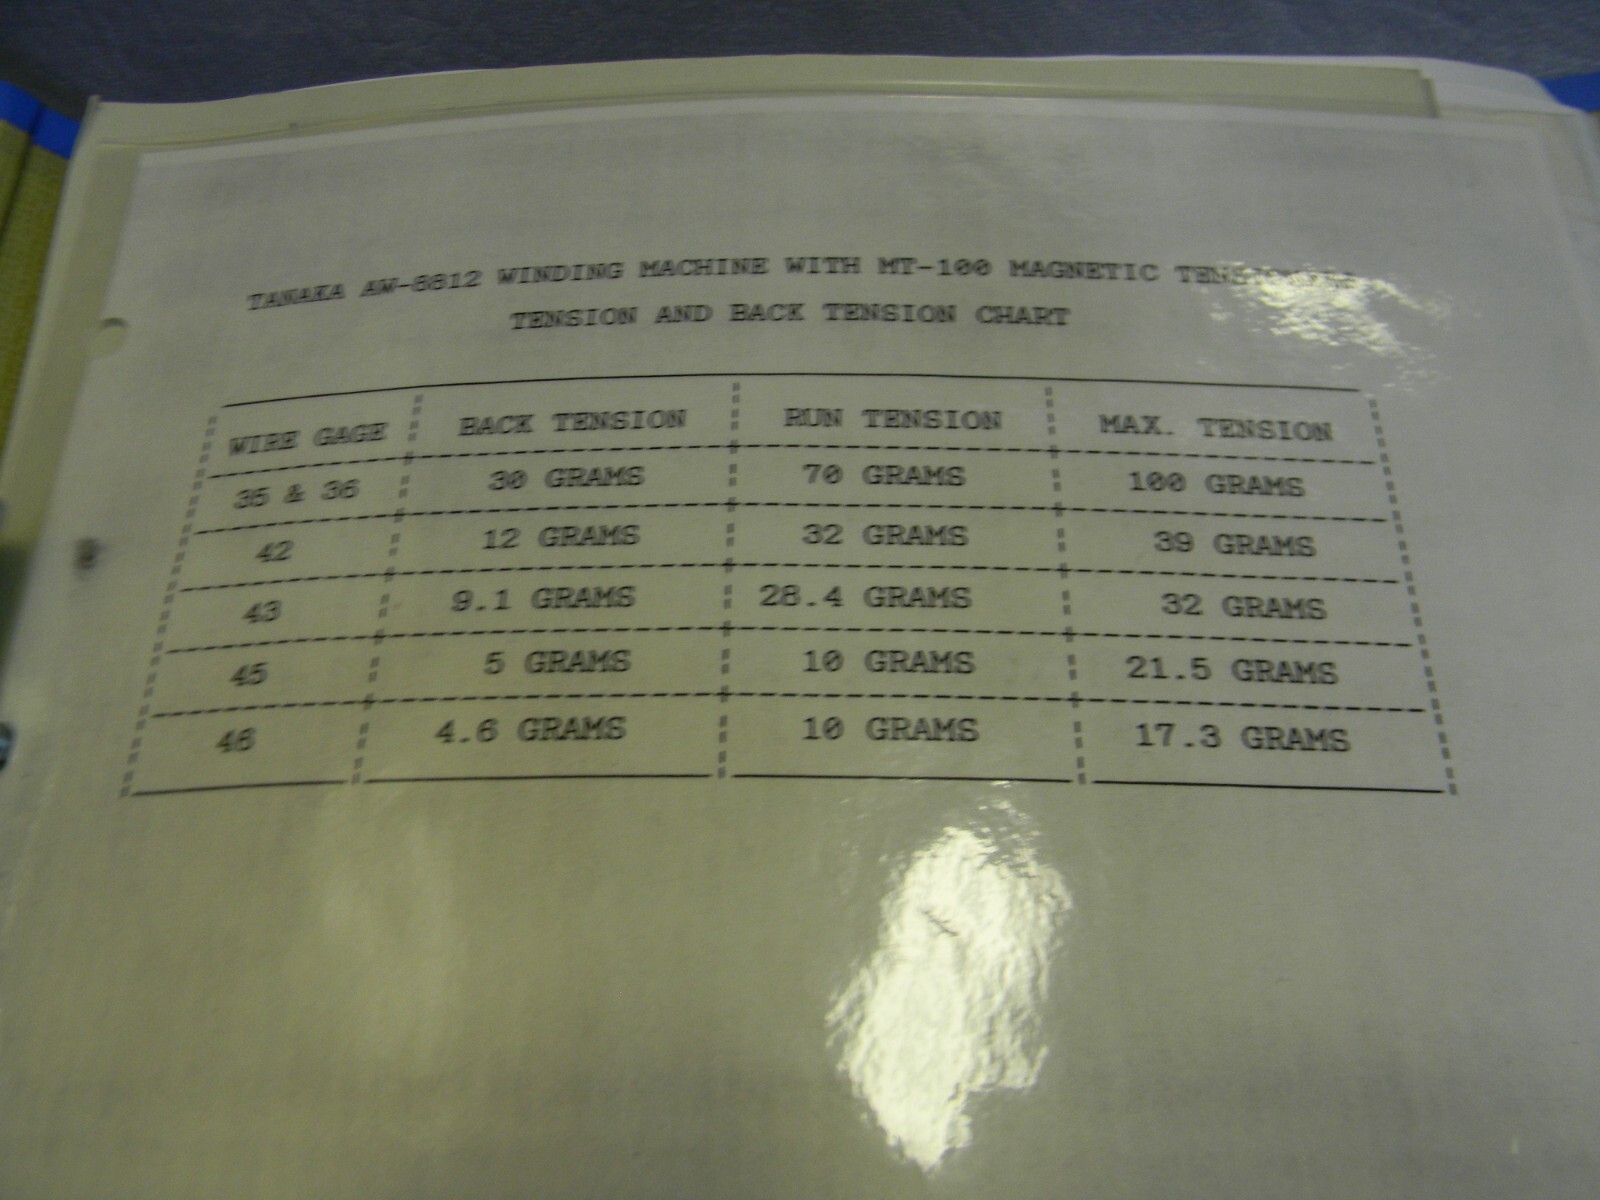 TANAKA AM-8812 WINDING MACHINE WITH MT-100 MAGNETIC
TENSION AND BACK TENSION CHART
WIRE GAGE BACK TENSION RUN TENSION MAX. TENSION
35 & 36 30 GRAMS 70 GRAMS 100 GRAMS
42 12 GRAMS 32 GRAMS 39 GRAMS
43 9.1 GRAMS 28.4 GRAMS 32 GRAMS
45 5 GRAMS 10 GRAMS 21.5 GRAMS
46 4.6 GRAMS 10 GRAMS 17.3 GRAMS